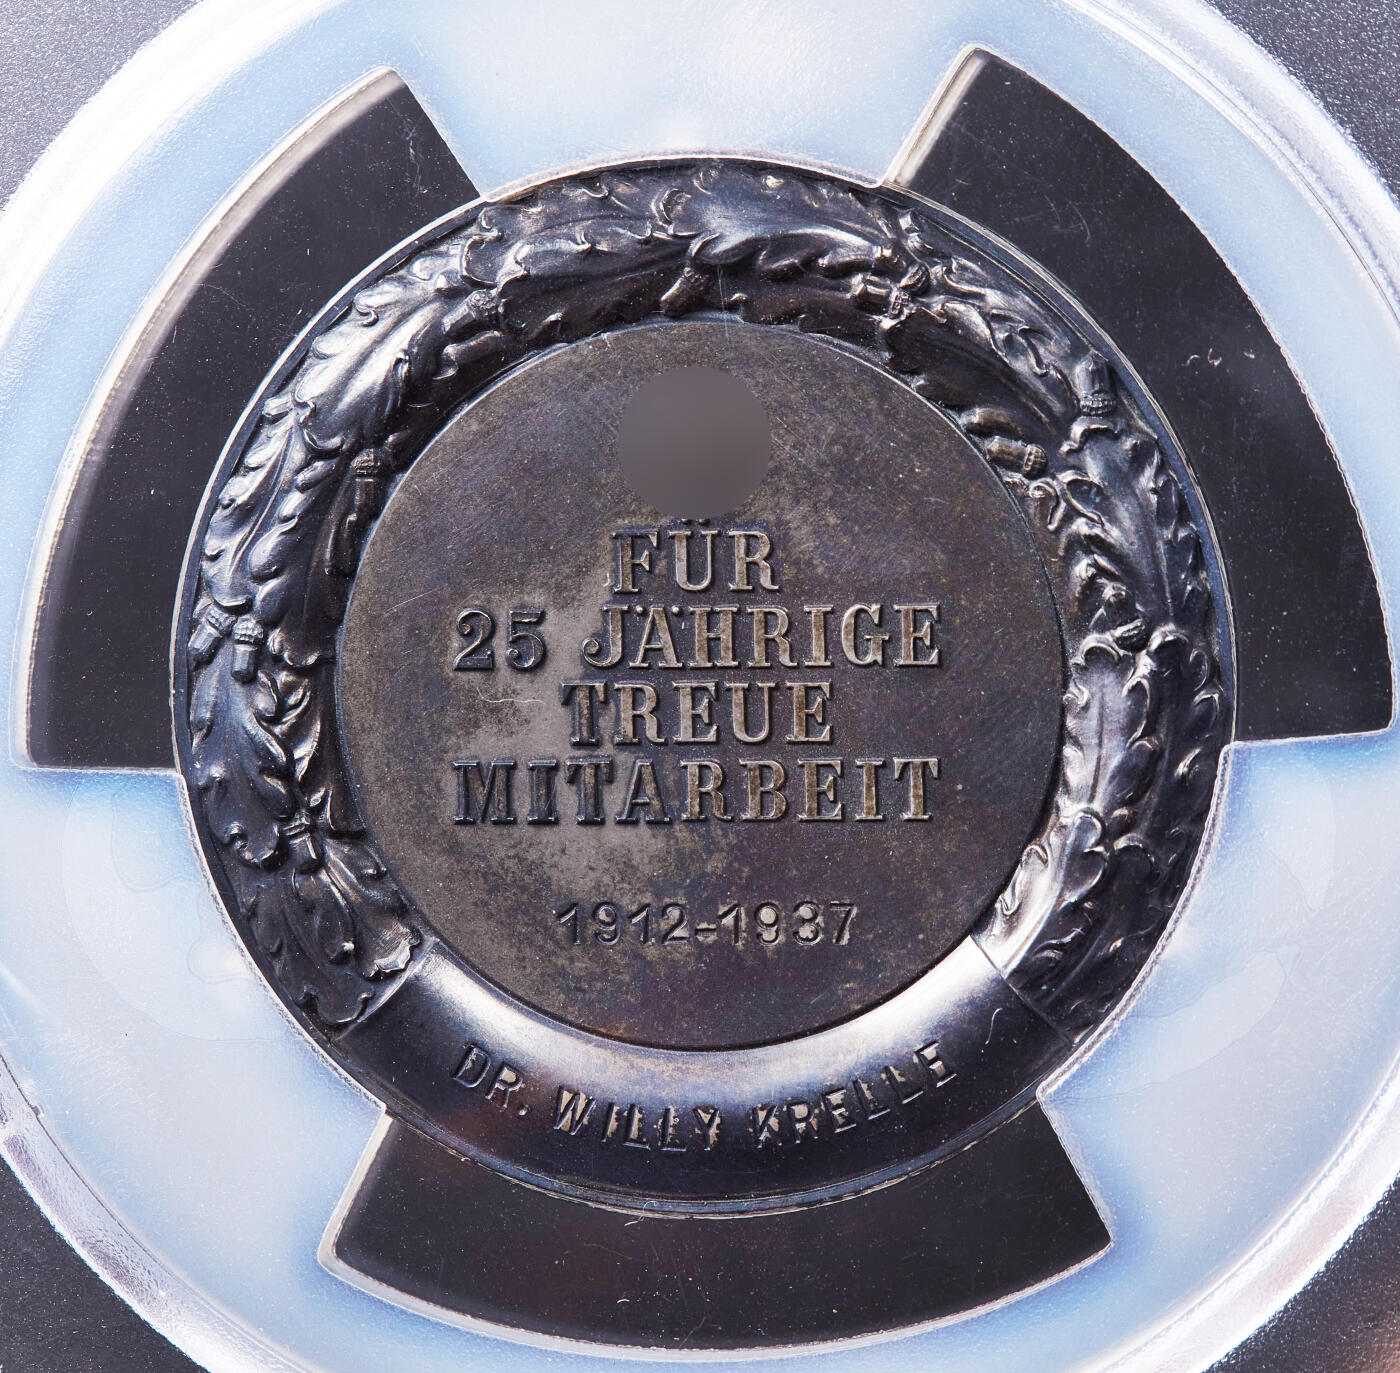 FÜR
25 JÄHRIGE
TREUE
MITARBEIT
1912-1937
DR. WILLY KRELLE